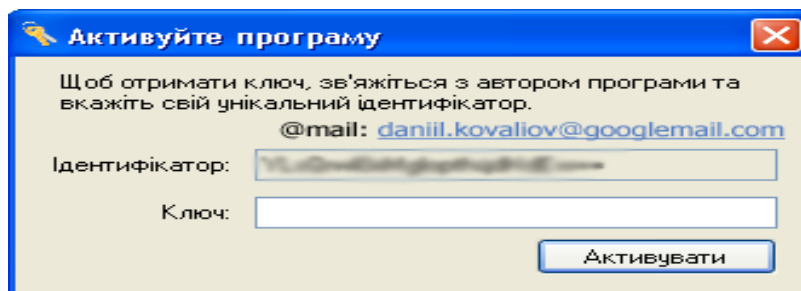 Активуйте програму
Щоб отримати ключ, зв'яжіться з автором програми та
вкажіть свій унікальний ідентифікатор.
@mail: daniil.kovaliov@googlemail.com
Ідентифікатор:
Ключ:
Активувати